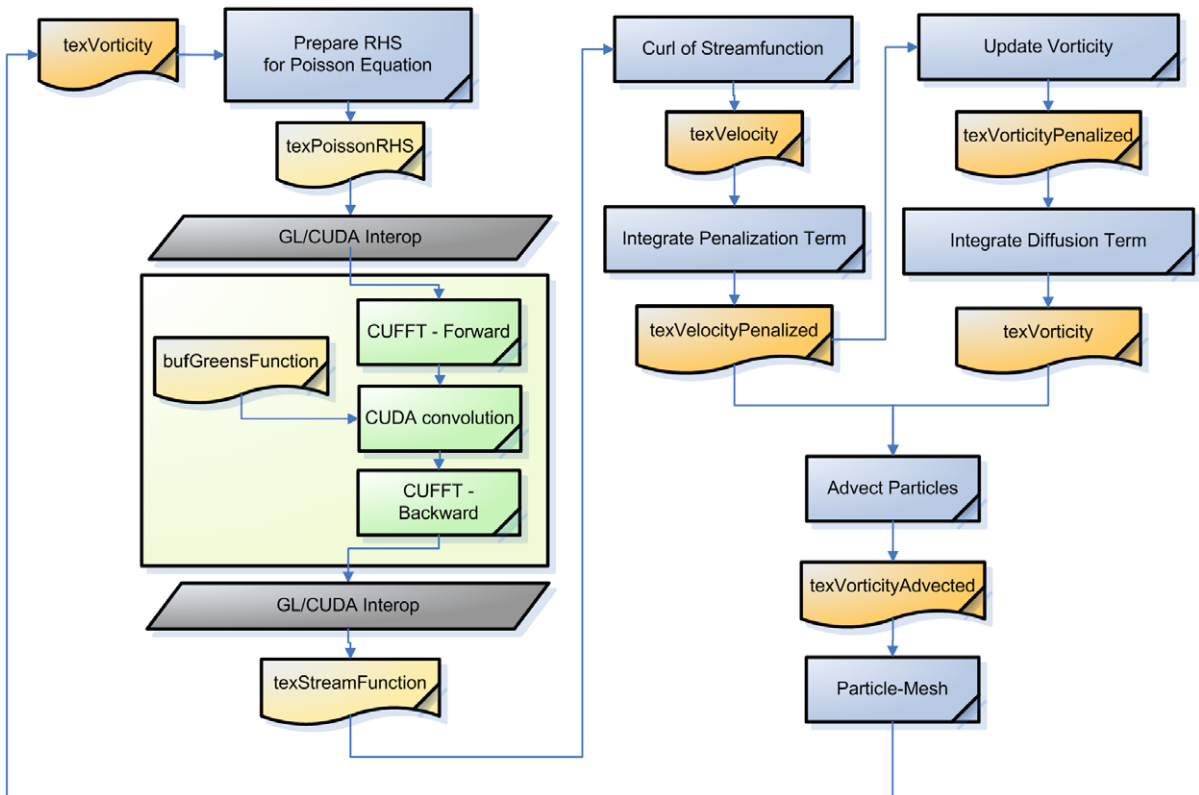 texVorticity
Prepare RHS
for Poisson Equation
texPoissonRHS
GL/CUDA Interop
CUFFT - Forward
bufGreensFunction
CUDA convolution
CUFFT -
Backward
GL/CUDA Interop
texStreamFunction
Curl of Streamfunction
texVelocity
Integrate Penalization Term
texVelocityPenalized
Update Vorticity
texVorticityPenalized
Integrate Diffusion Term
texVorticity
Advect Particles
texVorticityAdvected
Particle-Mesh